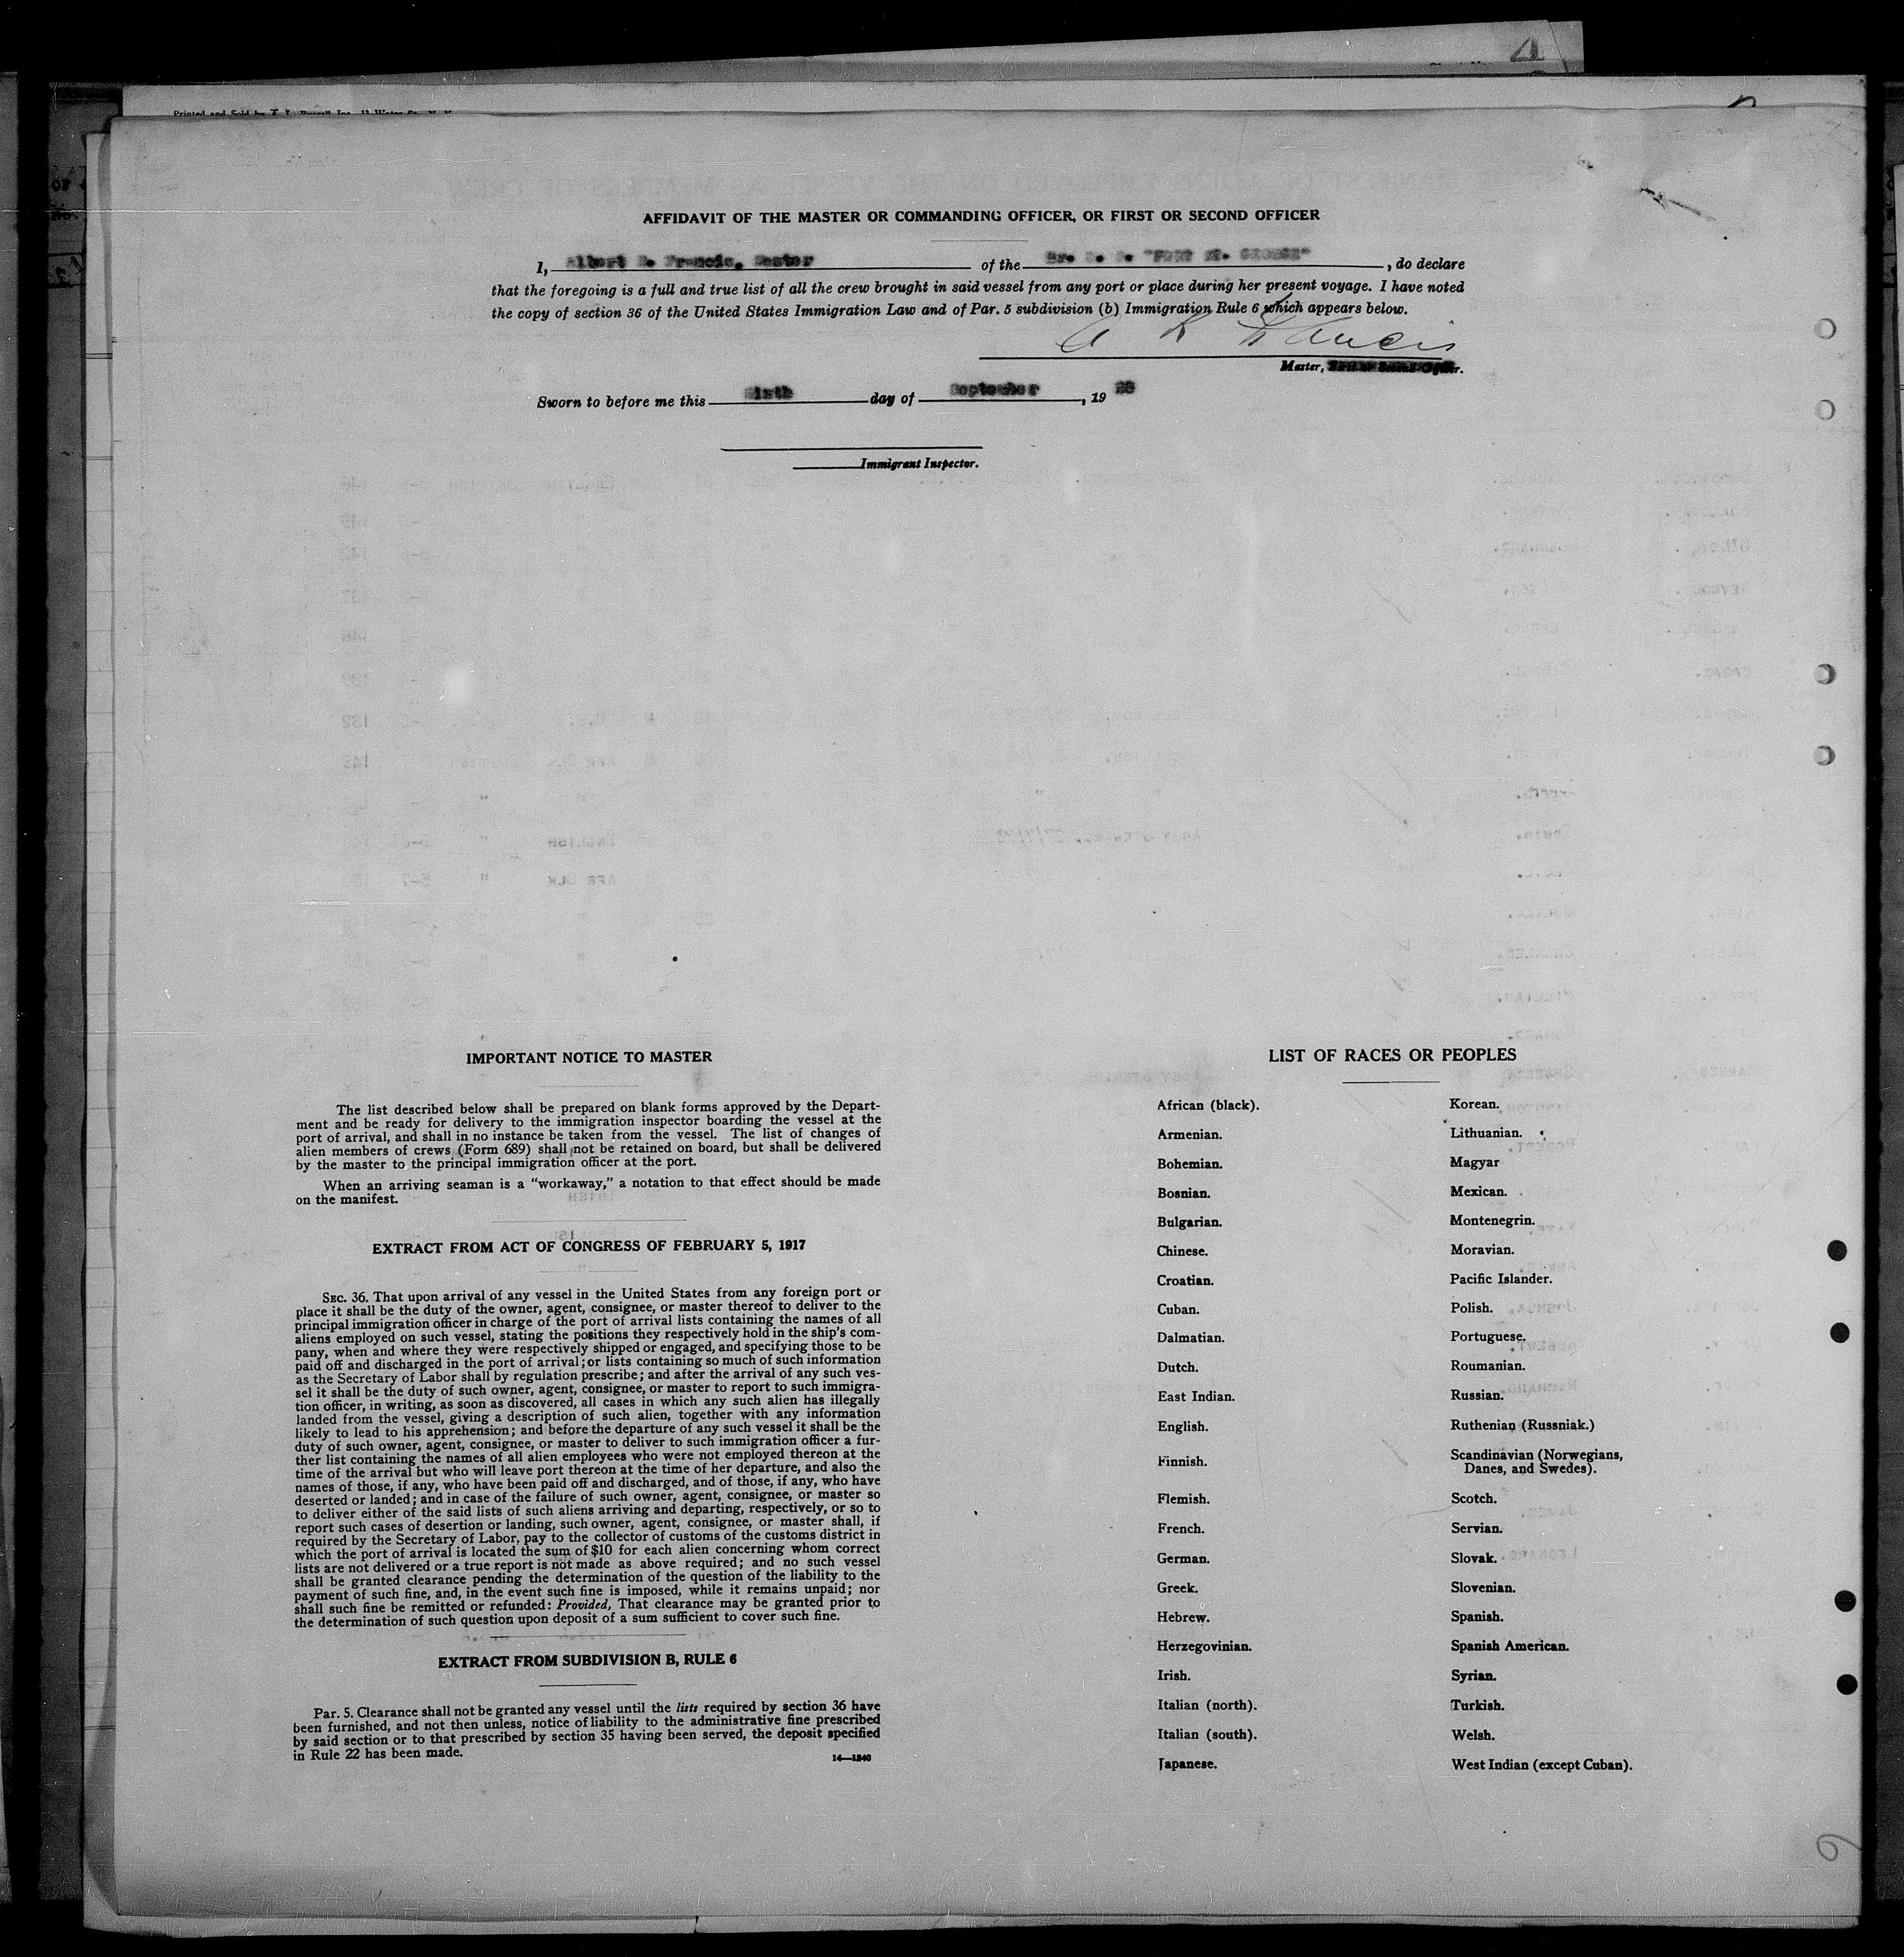 Printed and Sold by
AFFIDAVIT OF THE MASTER OR COMMANDING OFFICER, OR FIRST OR SECOND OFFICER
I, Albert R. Francis, Master of the Br. S. S. "FORT ST. GEORGE", do declare
that the foregoing is a full and true list of all the crew brought in said vessel from any port or place during her present voyage. I have noted
the copy of section 36 of the United States Immigration Law and of Par. 5 subdivision (b) Immigration Rule 6 which appears below.
A R Francis
Master,
Sworn to before me this Sixth day of September, 1928
Immigrant Inspector.
IMPORTANT NOTICE TO MASTER
The list described below shall be prepared on blank forms approved by the Depart-
ment and be ready for delivery to the immigration inspector boarding the vessel at the
port of arrival, and shall in no instance be taken from the vessel. The list of changes of
alien members of crews (Form 689) shall not be retained on board, but shall be delivered
by the master to the principal immigration officer at the port.
When an arriving seaman is a "workaway," a notation to that effect should be made
on the manifest.
EXTRACT FROM ACT OF CONGRESS OF FEBRUARY 5, 1917
SEC. 36. That upon arrival of any vessel in the United States from any foreign port or
place it shall be the duty of the owner, agent, consignee, or master thereof to deliver to the
principal immigration officer in charge of the port of arrival lists containing the names of all
aliens employed on such vessel, stating the positions they respectively hold in the ship's com-
pany, when and where they were respectively shipped or engaged, and specifying those to be
paid off and discharged in the port of arrival; or lists containing so much of such information
as the Secretary of Labor shall by regulation prescribe; and after the arrival of any such ves-
sel it shall be the duty of such owner, agent, consignee, or master to report to such immigra-
tion officer, in writing, as soon as discovered, all cases in which any such alien has illegally
landed from the vessel, giving a description of such alien, together with any information
likely to lead to his apprehension; and before the departure of any such vessel it shall be the
duty of such owner, agent, consignee, or master to deliver to such immigration officer a fur-
ther list containing the names of all alien employees who were not employed thereon at the
time of the arrival but who will leave port thereon at the time of her departure, and also the
names of those, if any, who have been paid off and discharged, and of those, if any, who have
deserted or landed; and in case of the failure of such owner, agent, consignee, or master so
to deliver either of the said lists of such aliens arriving and departing, respectively, or so to
report such cases of desertion or landing, such owner, agent, consignee, or master shall, if
required by the Secretary of Labor, pay to the collector of customs of the customs district in
which the port of arrival is located the sum of $10 for each alien concerning whom correct
lists are not delivered or a true report is not made as above required; and no such vessel
shall be granted clearance pending the determination of the question of the liability to the
payment of such fine, and, in the event such fine is imposed, while it remains unpaid; nor
shall such fine be remitted or refunded: Provided, That clearance may be granted prior to
the determination of such question upon deposit of a sum sufficient to cover such fine.
EXTRACT FROM SUBDIVISION B, RULE 6
Par. 5. Clearance shall not be granted any vessel until the lists required by section 36 have
been furnished, and not then unless, notice of liability to the administrative fine prescribed
by said section or to that prescribed by section 35 having been served, the deposit specified
in Rule 22 has been made.
14—1240
LIST OF RACES OR PEOPLES
African (black).
Armenian.
Bohemian.
Bosnian.
Bulgarian.
Chinese.
Croatian.
Cuban.
Dalmatian.
Dutch.
East Indian.
English.
Finnish.
Flemish.
French.
German.
Greek.
Hebrew.
Herzegovinian.
Irish.
Italian (north).
Italian (south).
Japanese.
Korean.
Lithuanian.
Magyar
Mexican.
Montenegrin.
Moravian.
Pacific Islander.
Polish.
Portuguese.
Roumanian.
Russian.
Ruthenian (Russniak.)
Scandinavian (Norwegians,
Danes, and Swedes).
Scotch.
Servian.
Slovak.
Slovenian.
Spanish.
Spanish American.
Syrian.
Turkish.
Welsh.
West Indian (except Cuban).